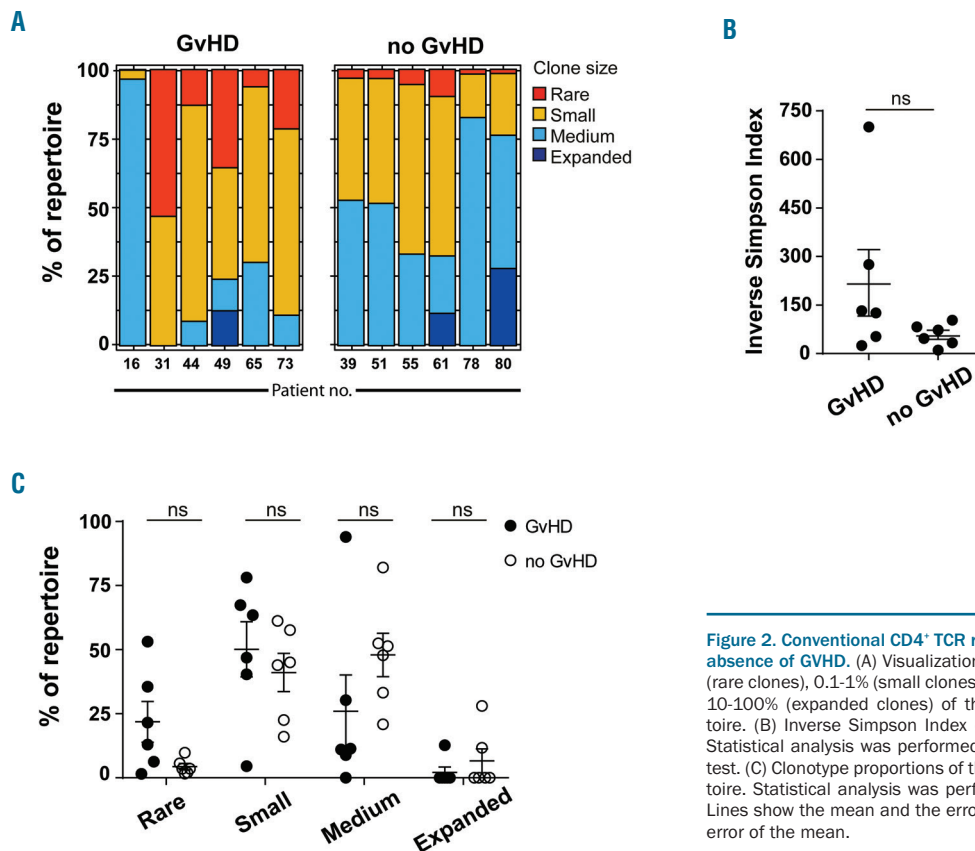 A
GvHD
no GvHD
% of repertoire
100
75
50
25
0
16 31 44 49 65 73
39 51 55 61 78 80
Patient no.
Clone size
Rare
Small
Medium
Expanded
B
Inverse Simpson Index
750
600
450
300
150
0
ns
GvHD
no GvHD
C
% of repertoire
100
75
50
25
0
ns
ns
ns
ns
GvHD
no GvHD
Rare
Small
Medium
Expanded
Figure 2. Conventional CD4+ TCR r
absence of GVHD. (A) Visualization
(rare clones), 0.1-1% (small clones
10-100% (expanded clones) of th
toire. (B) Inverse Simpson Index
Statistical analysis was performed
test. (C) Clonotype proportions of th
toire. Statistical analysis was perf
Lines show the mean and the erro
error of the mean.